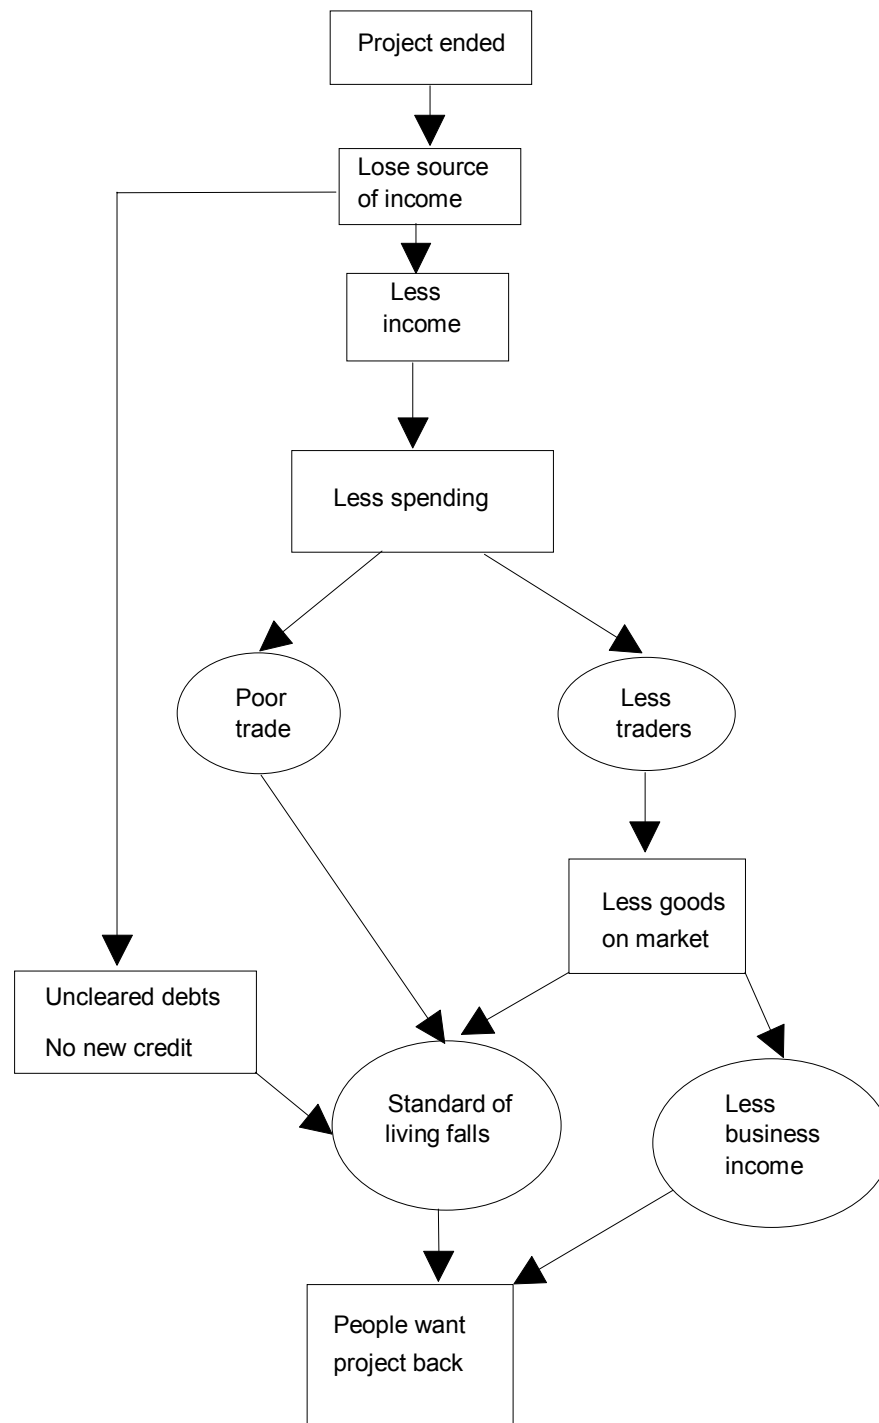 Project ended
Lose source
of income
Less
income
Less spending
Poor
trade
Less
traders
Less goods
on market
Uncleared debts
No new credit
Standard of
living falls
Less
business
income
People want
project back